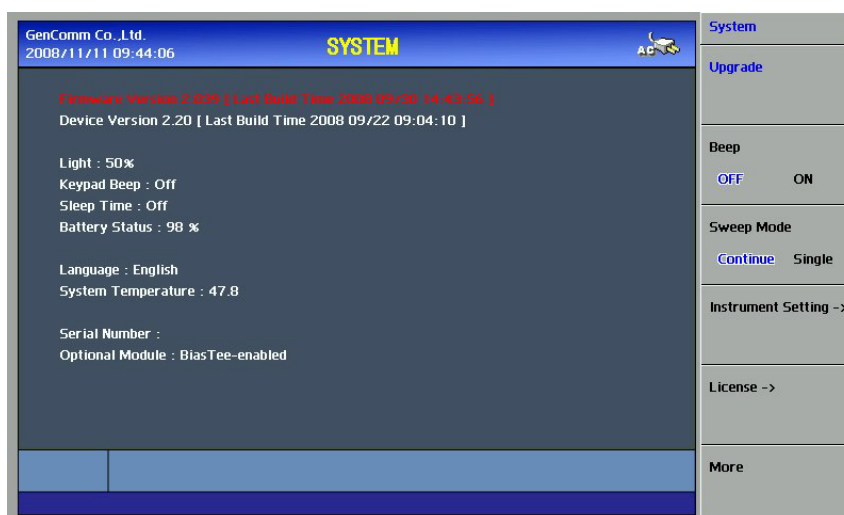 GenComm Co.,Ltd.
2008/11/11 09:44:06
SYSTEM
AC
Firmware Version 2.039 [ Last Build Time 2008 09/30 14:43:56 ]
Device Version 2.20 [ Last Build Time 2008 09/22 09:04:10 ]
Light : 50%
Keypad Beep : Off
Sleep Time : Off
Battery Status : 98 %
Language : English
System Temperature : 47.8
Serial Number :
Optional Module : BiasTee-enabled
System
Upgrade
Beep
OFF ON
Sweep Mode
Continue Single
Instrument Setting ->
License ->
More